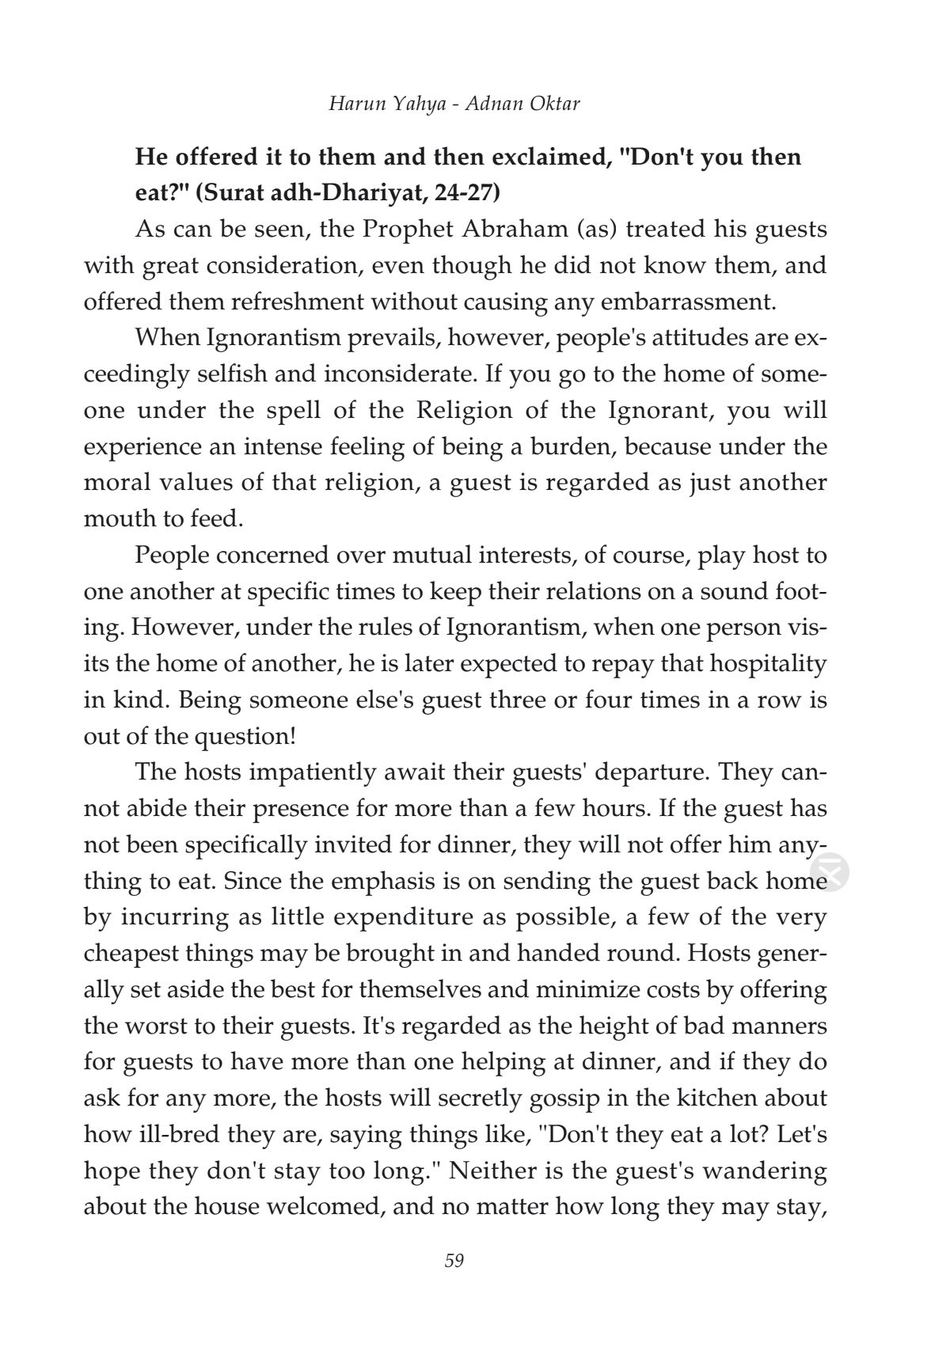 Harun Yahya - Adnan Oktar
He offered it to them and then exclaimed, "Don't you then
eat?" (Surat adh-Dhariyat, 24-27)
As can be seen, the Prophet Abraham (as) treated his guests
with great consideration, even though he did not know them, and
offered them refreshment without causing any embarrassment.
When Ignorantism prevails, however, people's attitudes are ex-
ceedingly selfish and inconsiderate. If you go to the home of some-
one under the spell of the Religion of the Ignorant, you will
experience an intense feeling of being a burden, because under the
moral values of that religion, a guest is regarded as just another
mouth to feed.
People concerned over mutual interests, of course, play host to
one another at specific times to keep their relations on a sound foot-
ing. However, under the rules of Ignorantism, when one person vis-
its the home of another, he is later expected to repay that hospitality
in kind. Being someone else's guest three or four times in a row is
out of the question!
The hosts impatiently await their guests' departure. They can-
not abide their presence for more than a few hours. If the guest has
not been specifically invited for dinner, they will not offer him any-
thing to eat. Since the emphasis is on sending the guest back home
by incurring as little expenditure as possible, a few of the very
cheapest things may be brought in and handed round. Hosts gener-
ally set aside the best for themselves and minimize costs by offering
the worst to their guests. It's regarded as the height of bad manners
for guests to have more than one helping at dinner, and if they do
ask for any more, the hosts will secretly gossip in the kitchen about
how ill-bred they are, saying things like, "Don't they eat a lot? Let's
hope they don't stay too long." Neither is the guest's wandering
about the house welcomed, and no matter how long they may stay,
59